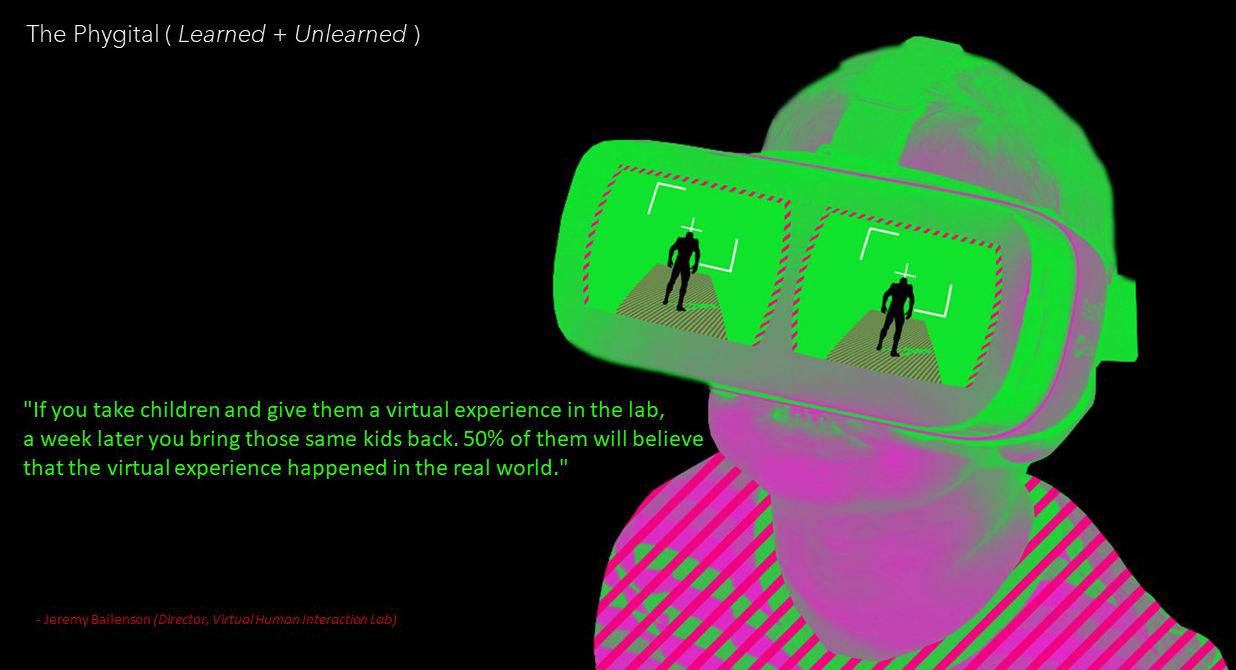 The Phygital ( Learned + Unlearned )
"If you take children and give them a virtual experience in the lab,
a week later you bring those same kids back. 50% of them will believe
that the virtual experience happened in the real world."
- Jeremy Bailenson (Director, Virtual Human Interaction Lab)